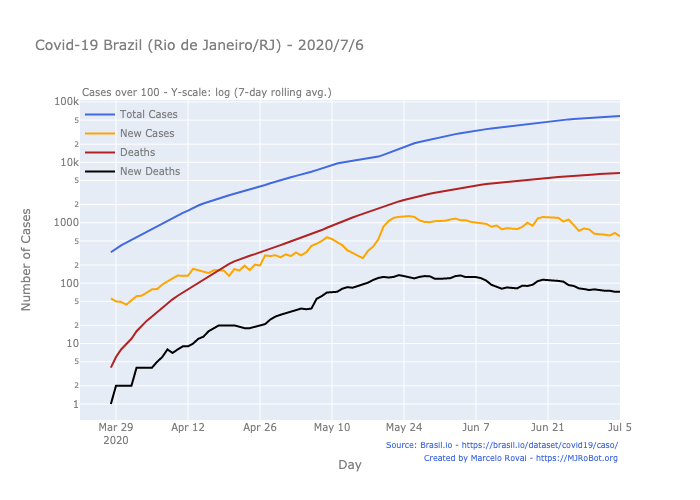 Covid-19 Brazil (Rio de Janeiro/RJ) - 2020/7/6
Cases over 100 - Y-scale: log (7-day rolling avg.)
Total Cases
New Cases
Deaths
New Deaths
Number of Cases
100k
5
2
10k
5
2
1000
5
2
100
5
2
10
5
2
1
Mar 29 Apr 12 Apr 26 May 10 May 24 Jun 7 Jun 21 Jul 5
2020
Day
Source: Brasil.io - https://brasil.io/dataset/covid19/caso/
Created by Marcelo Rovai - https://MJRoBot.org